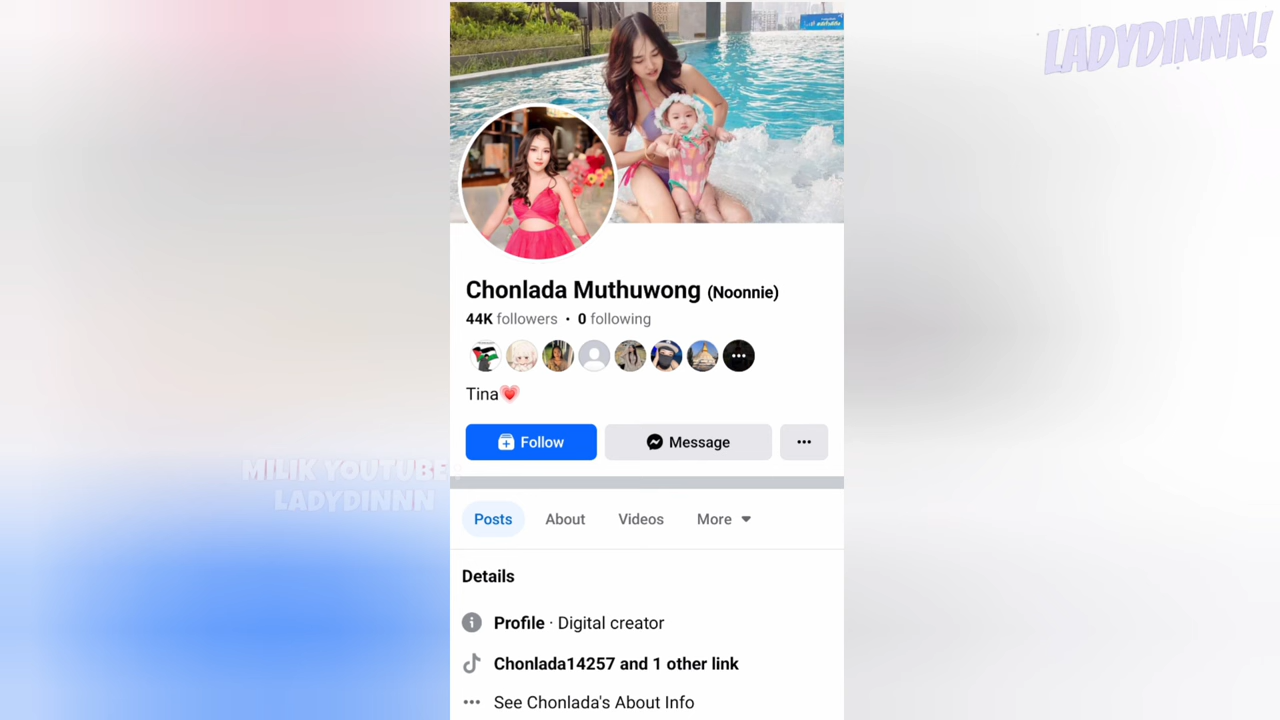 LADYDINNN!
Chonlada Muthuwong (Noonnie)
44K followers · 0 following
Tina💗
Follow
Message
MILIK YOUTUBE
LADYDINNN
Posts
About
Videos
More
Details
Profile · Digital creator
Chonlada14257 and 1 other link
See Chonlada's About Info